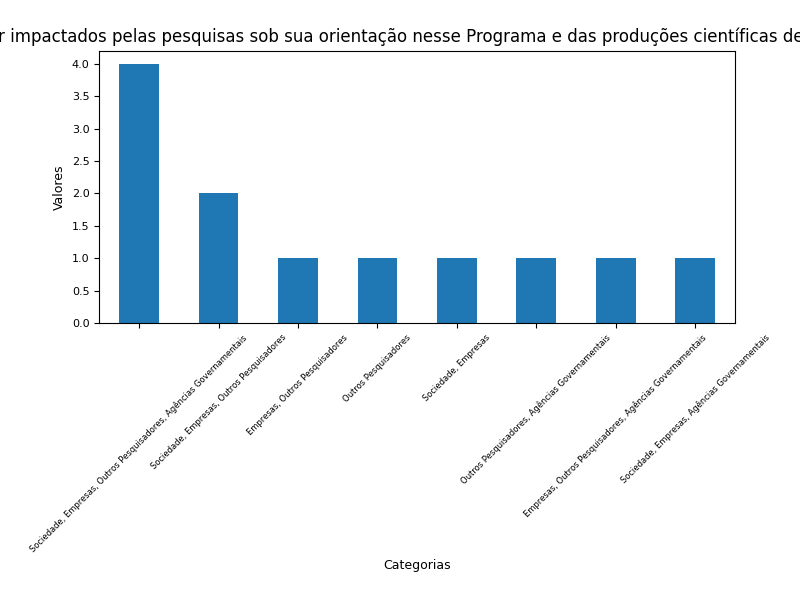 r impactados pelas pesquisas sob sua orientação nesse Programa e das produções científicas de
4.0
3.5
3.0
2.5
2.0
1.5
1.0
0.5
0.0
Valores
Sociedade, Empresas, Outros Pesquisadores, Agências Governamentais
Sociedade, Empresas, Outros Pesquisadores
Empresas, Outros Pesquisadores
Outros Pesquisadores
Sociedade, Empresas
Outros Pesquisadores, Agências Governamentais
Empresas, Outros Pesquisadores, Agências Governamentais
Sociedade, Empresas, Agências Governamentais
Categorias